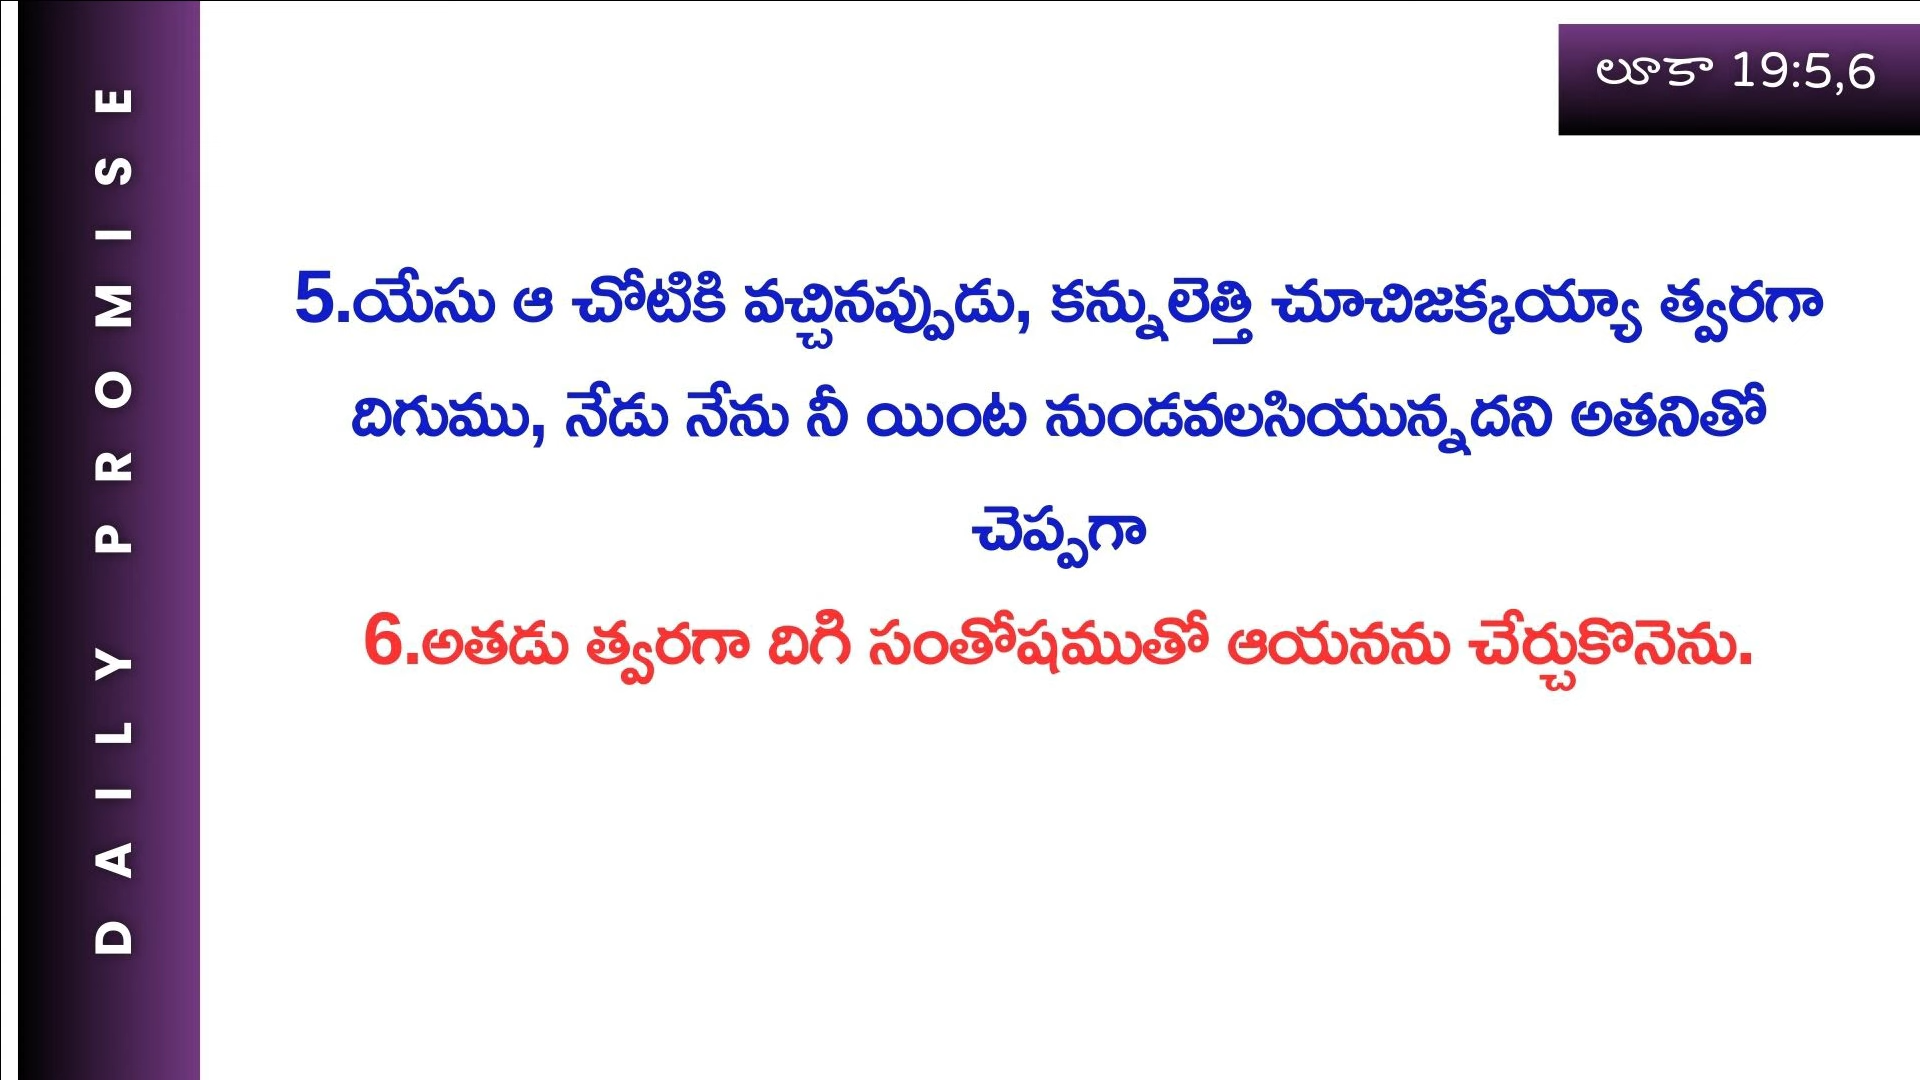 DAILY PROMISE
లూకా 19:5,6
5.యేసు ఆ చోటికి వచ్చినప్పుడు, కన్నులెత్తి చూచిజక్కయ్యా త్వరగా
దిగుము, నేడు నేను నీ యింట నుండవలసియున్నదని అతనితో
చెప్పగా
6.అతడు త్వరగా దిగి సంతోషముతో ఆయనను చేర్చుకొనెను.